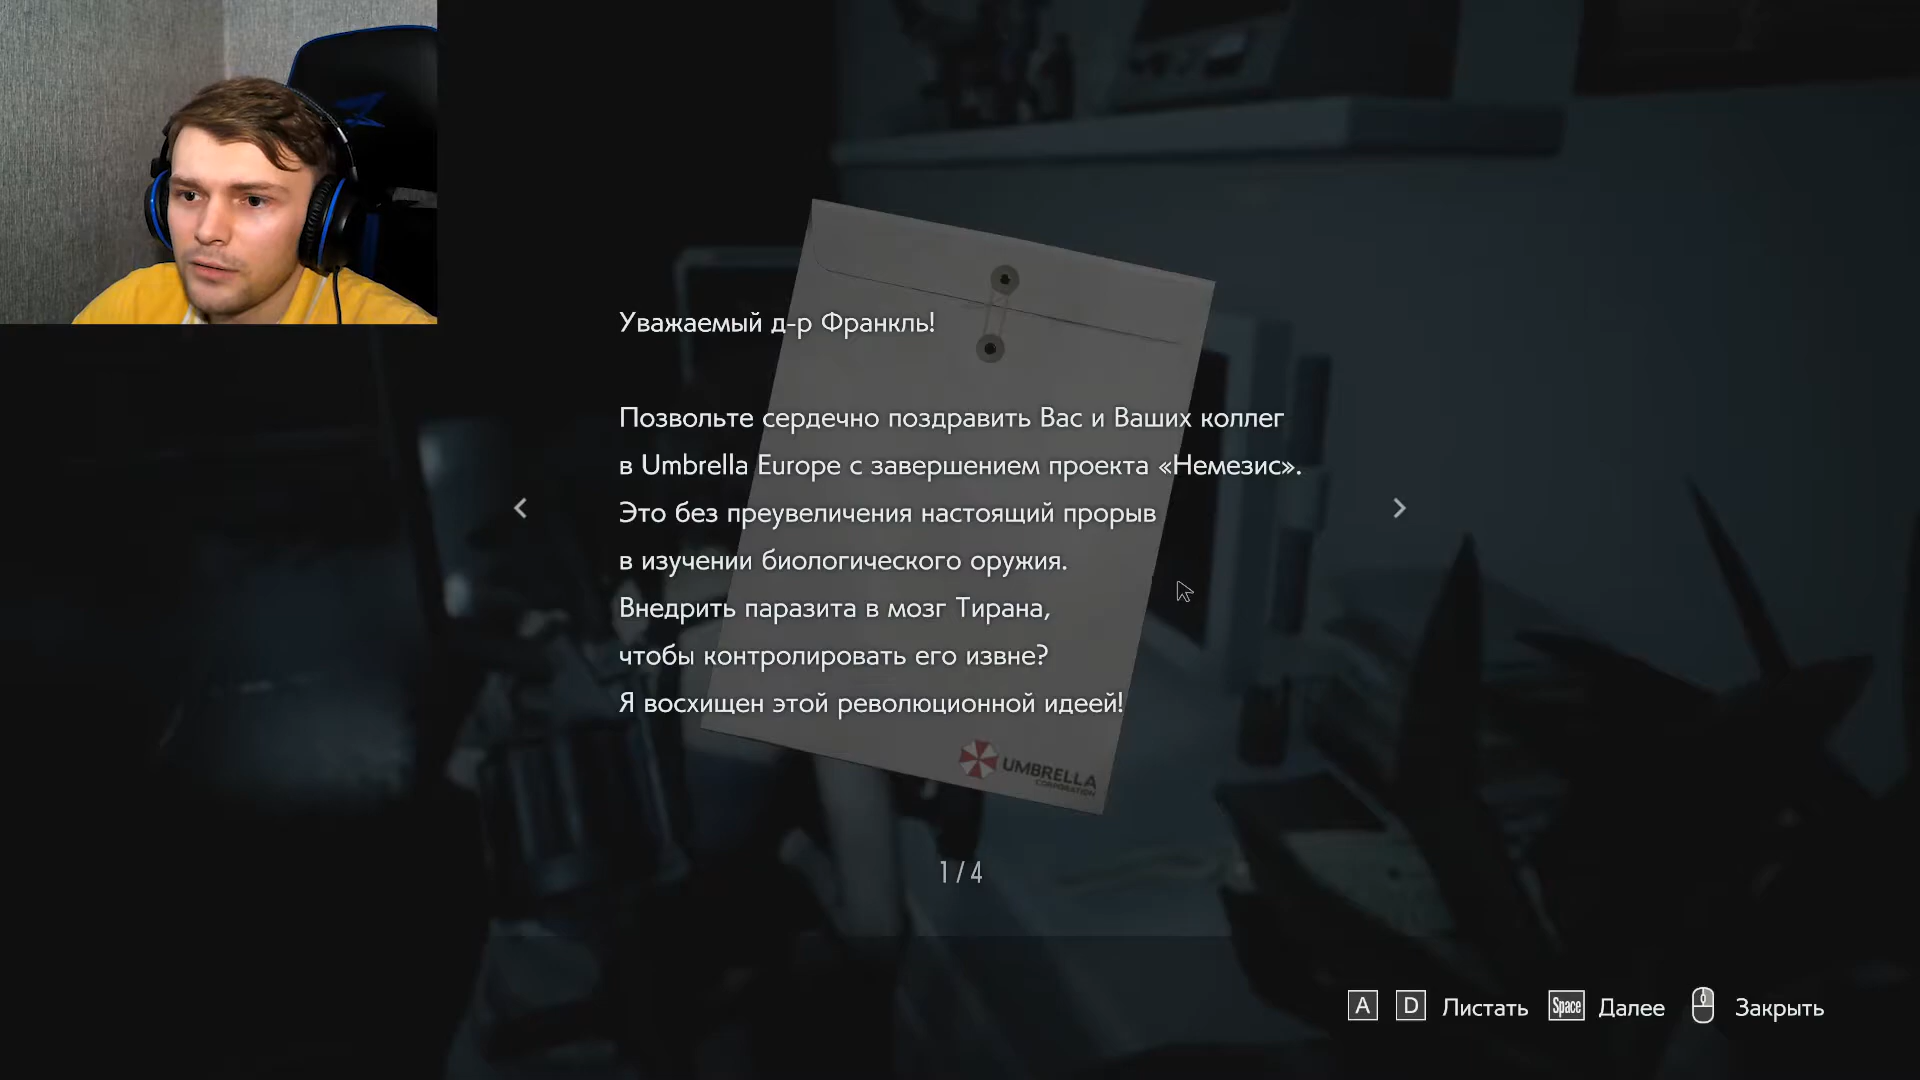 Уважаемый д-р Франкль!
Позвольте сердечно поздравить Вас и Ваших коллег
в Umbrella Europe с завершением проекта «Немезис».
Это без преувеличения настоящий прорыв
в изучении биологического оружия.
Внедрить паразита в мозг Тирана,
чтобы контролировать его извне?
Я восхищен этой революционной идеей!
UMBRELLA
CORPORATION
1 / 4
A D Листать Space Далее Закрыть